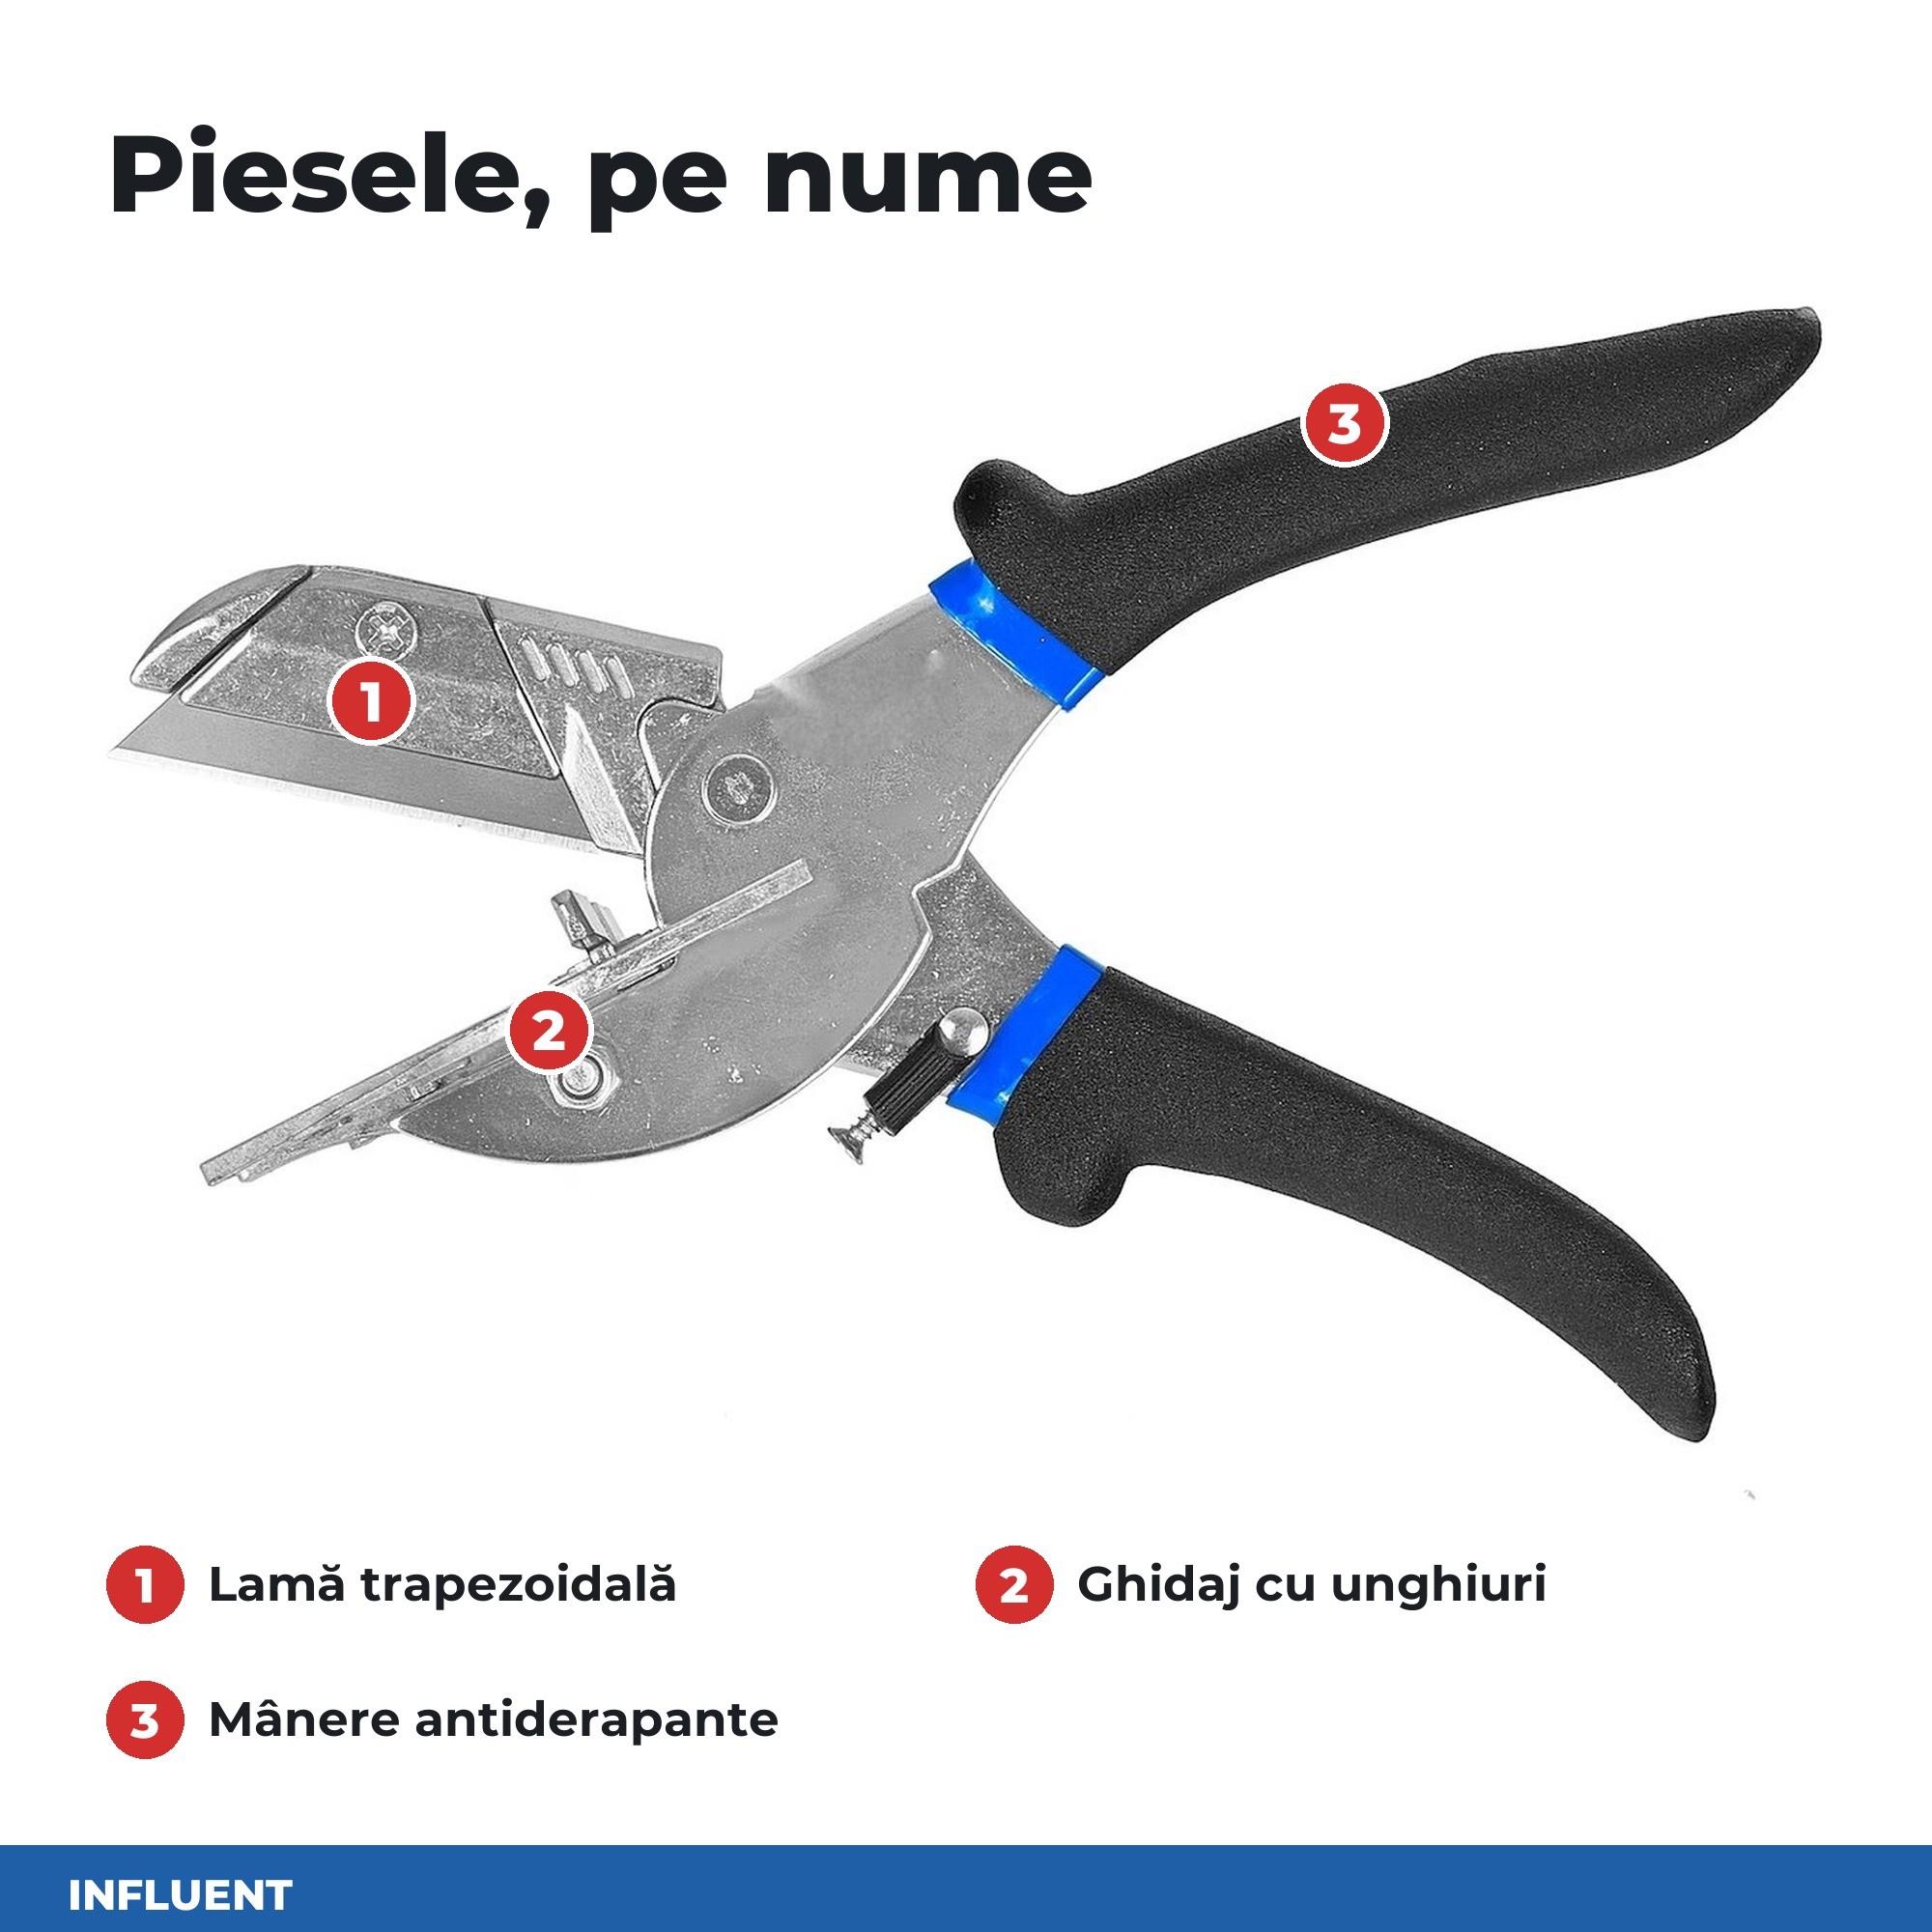 Piesele, pe nume
3
1
2
1 Lamă trapezoidală
2 Ghidaj cu unghiuri
3 Mânere antiderapante
INFLUENT